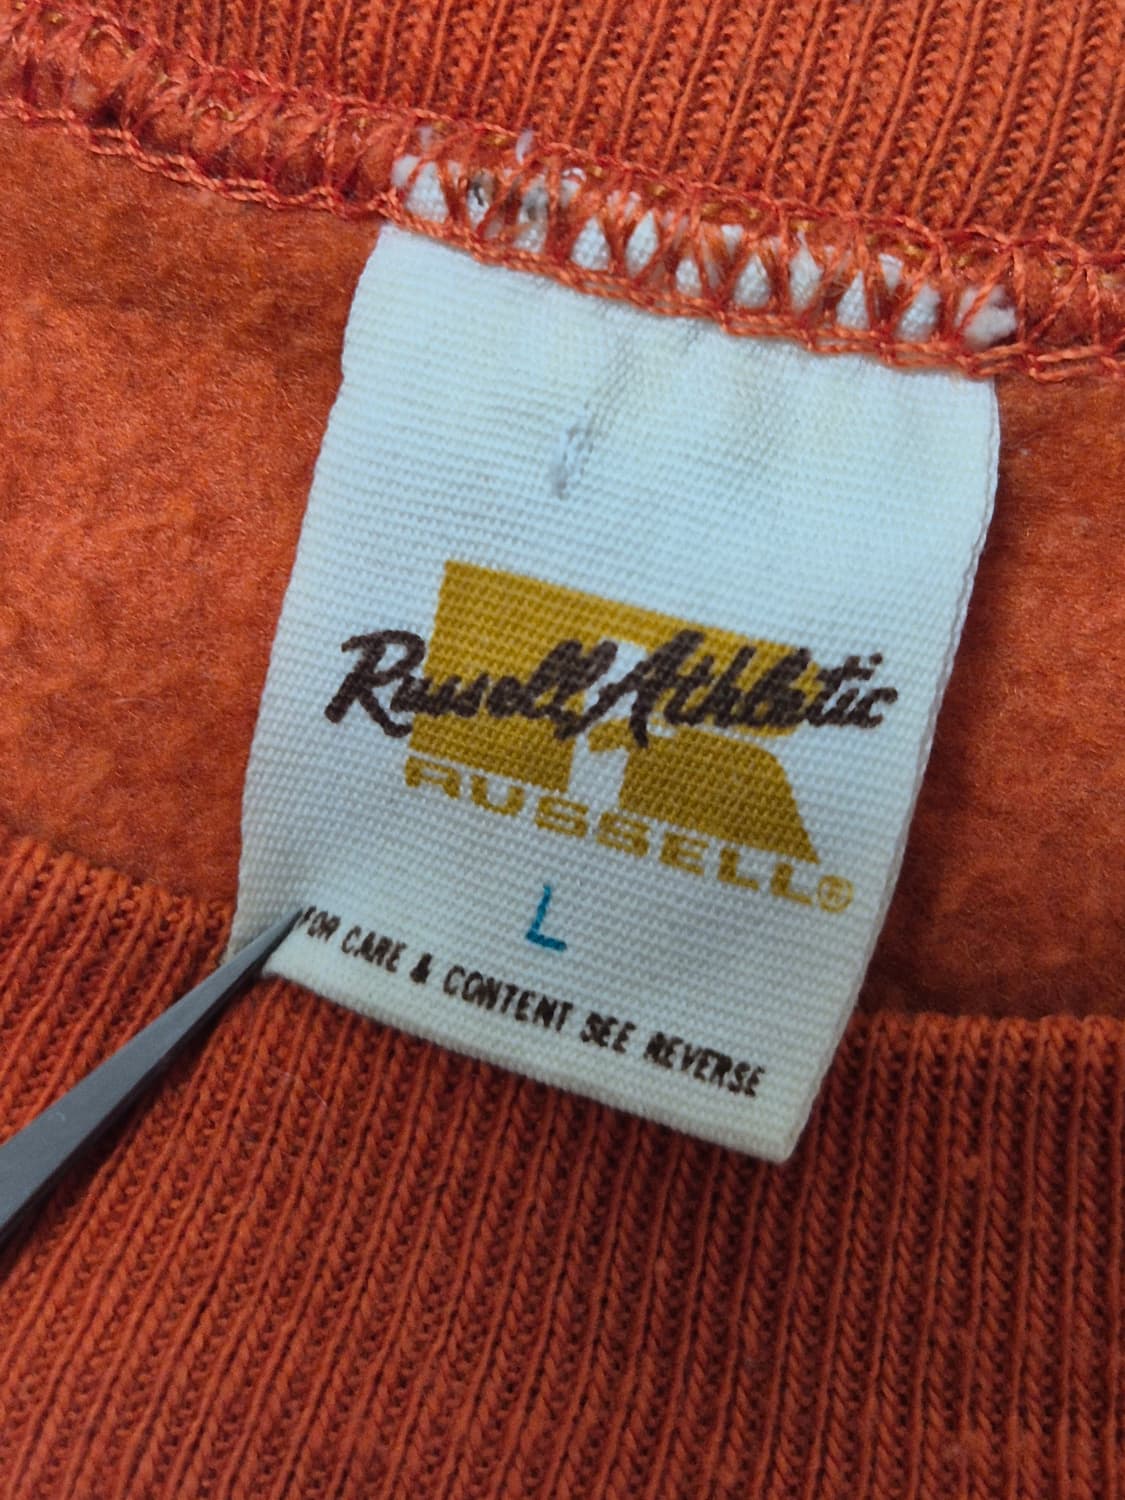 Russell Athletic
RUSSELL®
L
FOR CARE & CONTENT SEE REVERSE